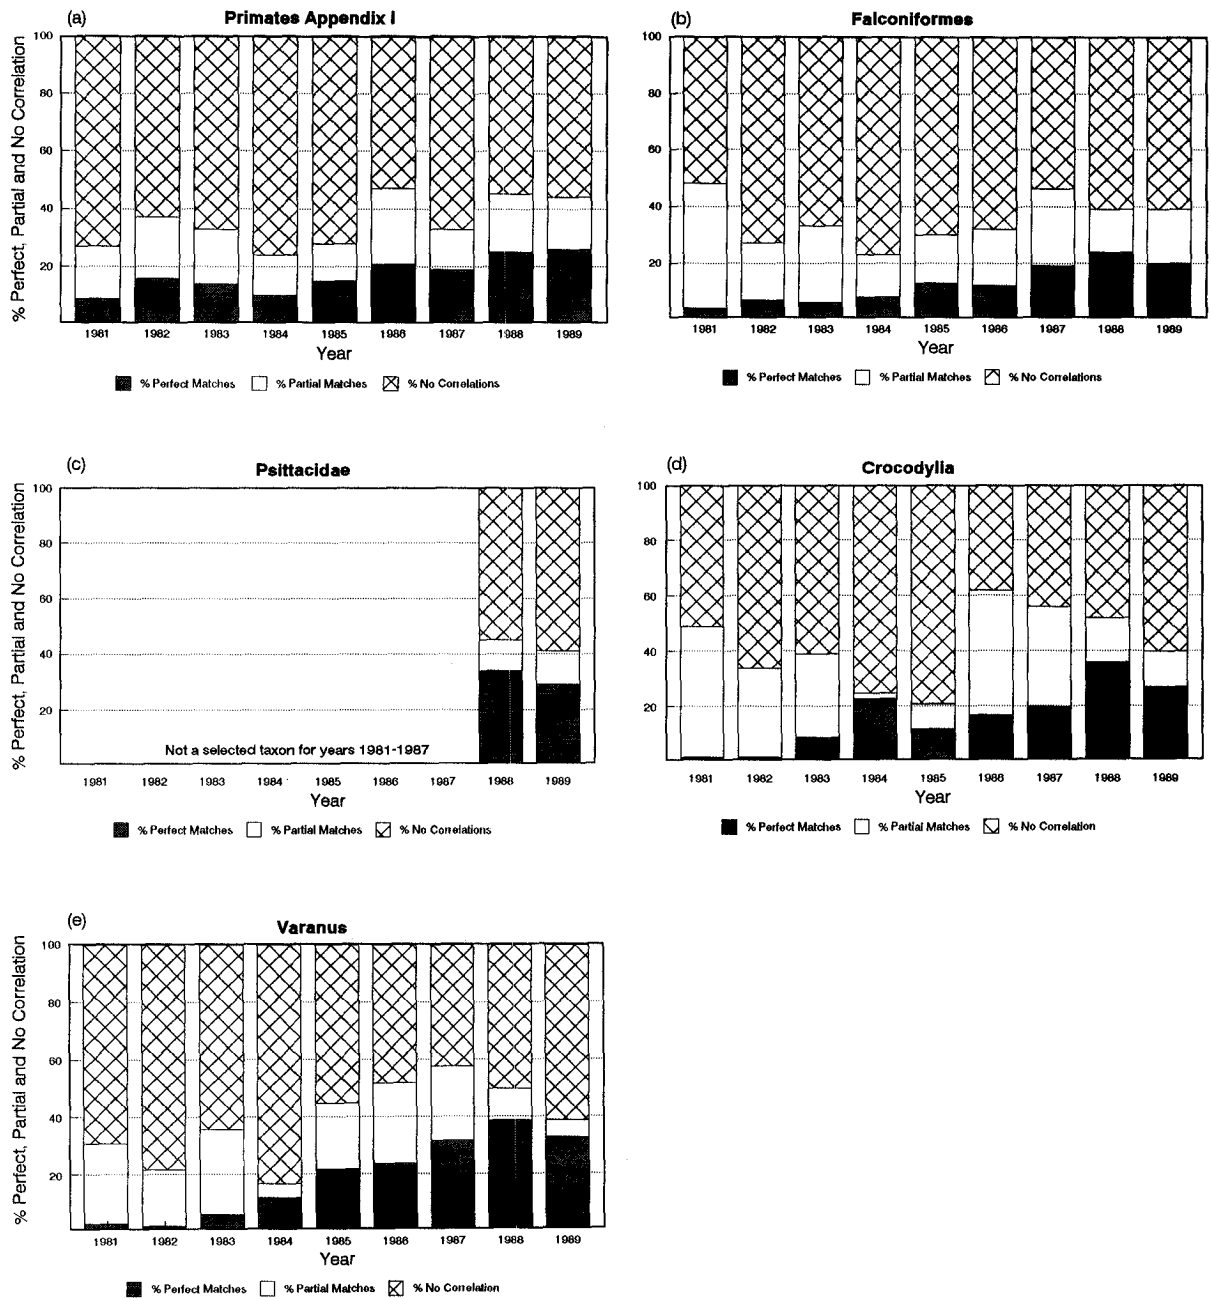 (a) Primates Appendix I
% Perfect, Partial and No Correlation
100
80
60
40
20
1981 1982 1983 1984 1985 1986 1987 1988 1989
Year
% Perfect Matches % Partial Matches % No Correlations
(b) Falconiformes
100
80
60
40
20
1981 1982 1983 1984 1985 1986 1987 1988 1989
Year
% Perfect Matches % Partial Matches % No Correlations
(c) Psittacidae
% Perfect, Partial and No Correlation
100
80
60
40
20
Not a selected taxon for years 1981-1987
1981 1982 1983 1984 1985 1986 1987 1988 1989
Year
% Perfect Matches % Partial Matches % No Correlations
(d) Crocodylia
100
80
60
40
20
1981 1982 1983 1984 1985 1986 1987 1988 1989
Year
% Perfect Matches % Partial Matches % No Correlation
(e) Varanus
% Perfect, Partial and No Correlation
100
80
60
40
20
1981 1982 1983 1984 1985 1986 1987 1988 1989
Year
% Perfect Matches % Partial Matches % No Correlation